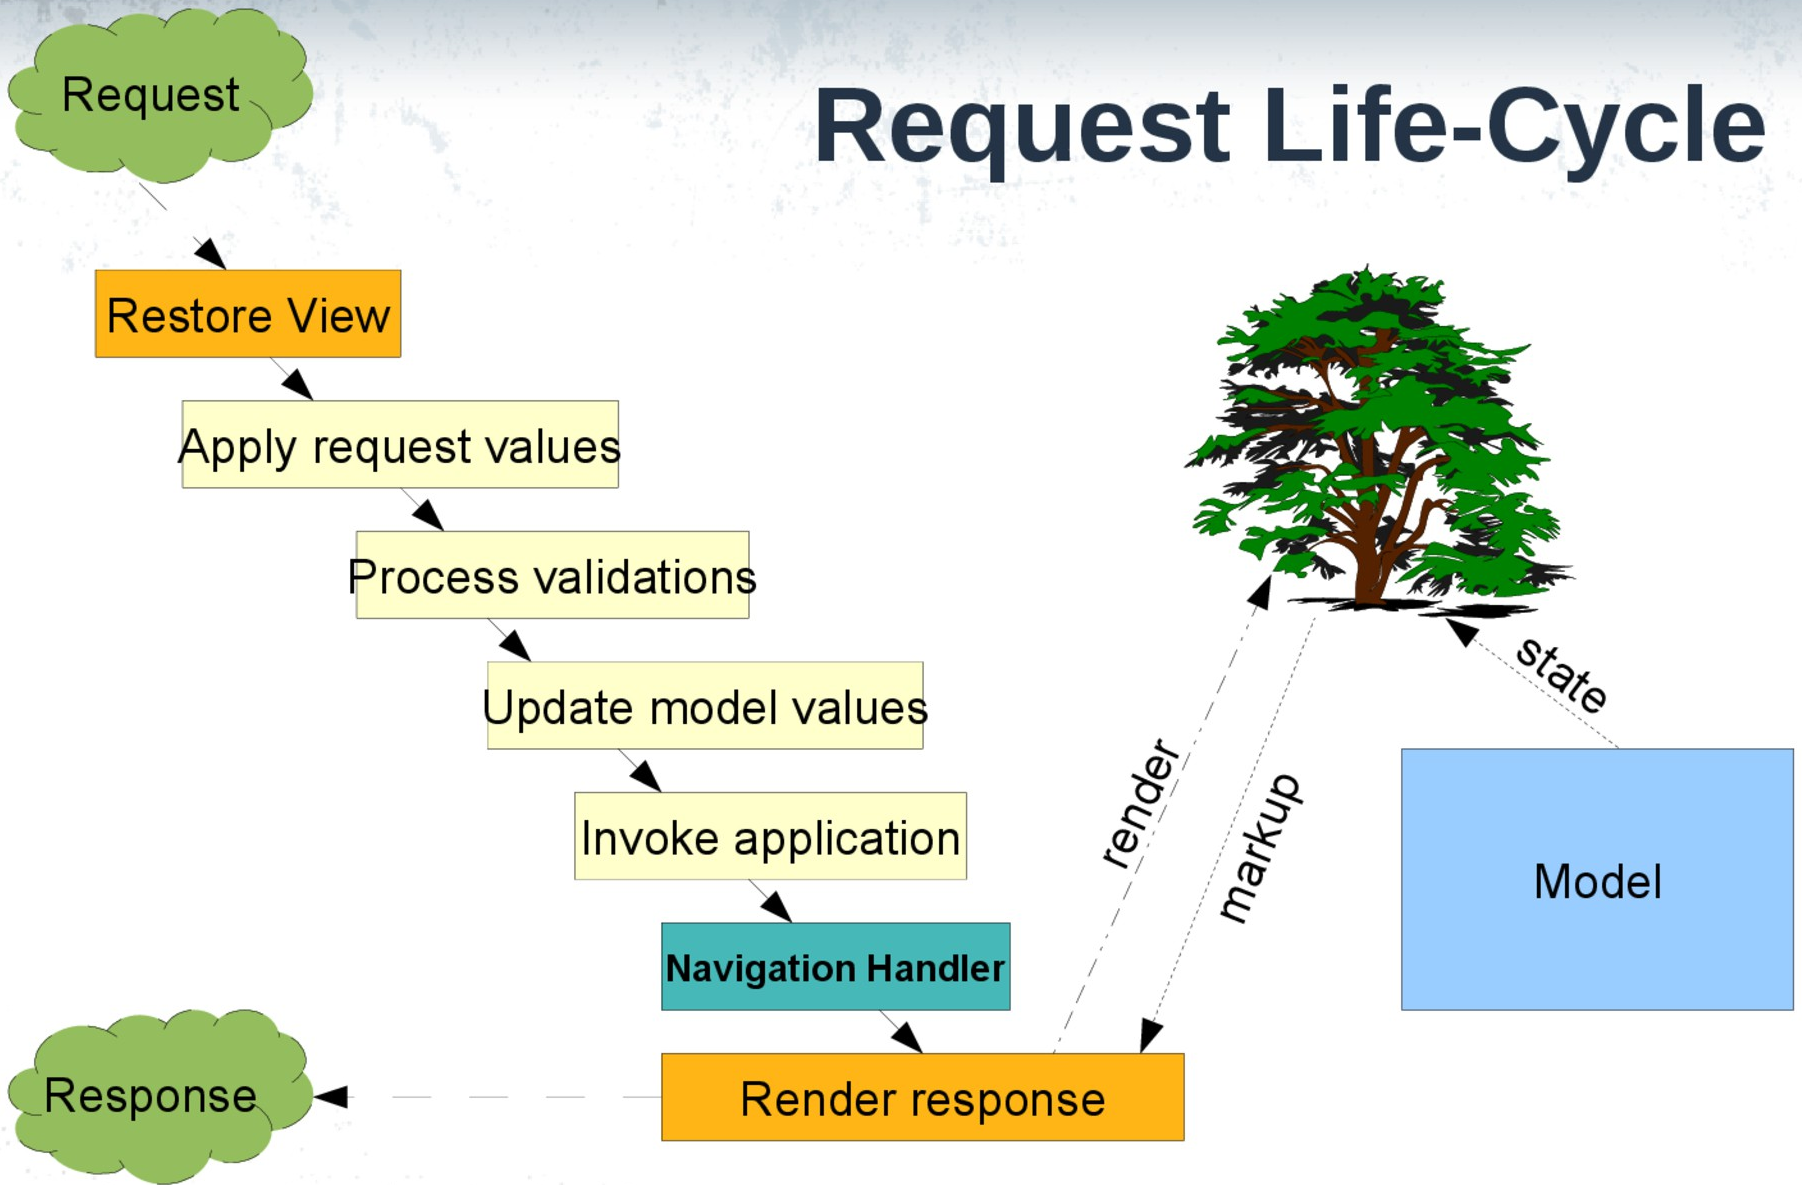 Request
Request Life-Cycle
Restore View
Apply request values
Process validations
Update model values
Invoke application
Navigation Handler
Render response
Response
render
markup
state
Model